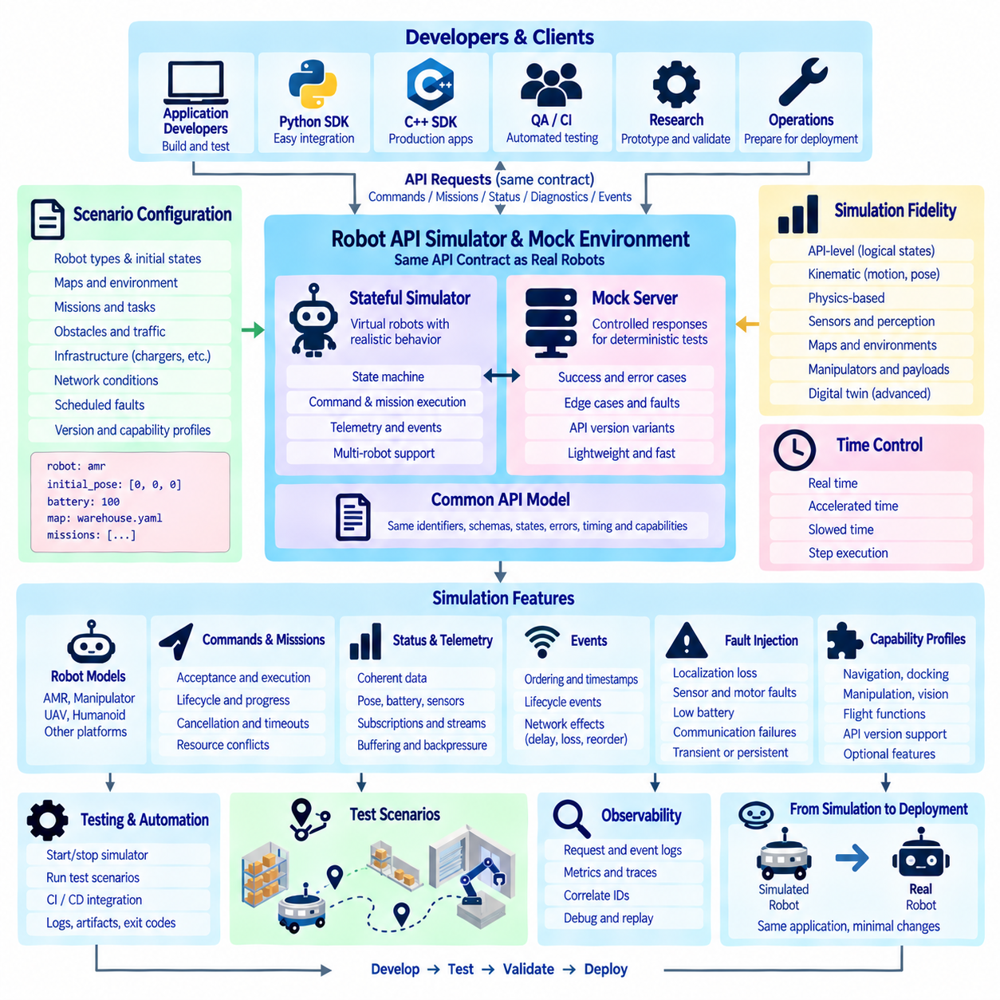 Developers & Clients
Application
Developers
Build and test
Python SDK
Easy integration
C++
C++ SDK
Production apps
QA / CI
Automated testing
Research
Prototype and validate
Operations
Prepare for deployment
API Requests (same contract)
Commands / Missions / Status / Diagnostics / Events
Scenario Configuration
Robot types & initial states
Maps and environment
Missions and tasks
Obstacles and traffic
Infrastructure (chargers, etc.)
Network conditions
Scheduled faults
Version and capability profiles
robot: amr
initial_pose: [0, 0, 0]
battery: 100
map: warehouse.yaml
missions: [...]
Robot API Simulator & Mock Environment
Same API Contract as Real Robots
Stateful Simulator
Virtual robots with
realistic behavior
State machine
Command & mission execution
Telemetry and events
Multi-robot support
Mock Server
Controlled responses
for deterministic tests
Success and error cases
Edge cases and faults
API version variants
Lightweight and fast
Common API Model
Same identifiers, schemas, states, errors, timing and capabilities
Simulation Fidelity
API-level (logical states)
Kinematic (motion, pose)
Physics-based
Sensors and perception
Maps and environments
Manipulators and payloads
Digital twin (advanced)
Time Control
Real time
Accelerated time
Slowed time
Step execution
Simulation Features
Robot Models
AMR, Manipulator
UAV, Humanoid
Other platforms
Commands & Misssions
Acceptance and execution
Lifecycle and progress
Cancellation and timeouts
Resource conflicts
Status & Telemetry
Coherent data
Pose, battery, sensors
Subscriptions and streams
Buffering and backpressure
Events
Ordering and timestamps
Lifecycle events
Network effects
(delay, loss, reorder)
Fault Injection
Localization loss
Sensor and motor faults
Low battery
Communication failures
Transient or persistent
Capability Profiles
Navigation, docking
Manipulation, vision
Flight functions
API version support
Optional features
Testing & Automation
Start/stop simulator
Run test scenarios
CI / CD integration
Logs, artifacts, exit codes
Test Scenarios
Observability
Request and event logs
Metrics and traces
Correlate IDs
Debug and replay
From Simulation to Deployment
Simulated
Robot
Real
Robot
Same application, minimal changes
Develop → Test → Validate → Deploy